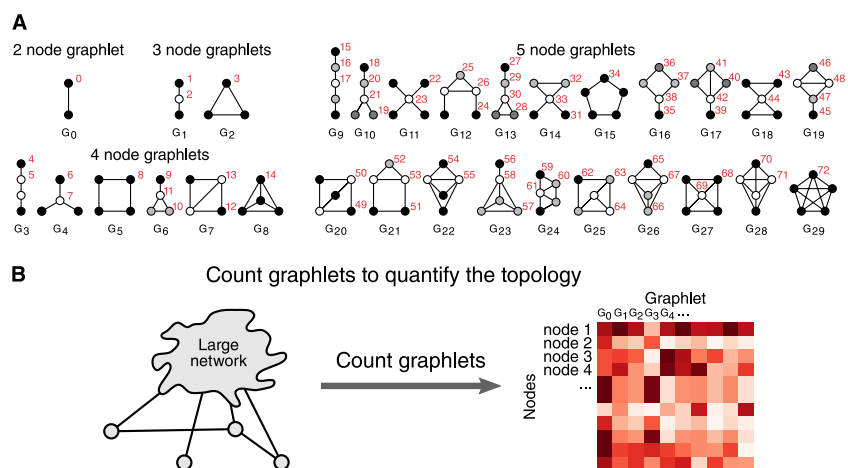 A
2 node graphlet
3 node graphlets
5 node graphlets
0
1
2
3
15
16
17
18
20
21
19
22
23
25
26
24
27
29
30
28
32
33
31
34
36
37
38
35
41
40
42
39
43
44
46
48
47
45
G0
G1
G2
G9
G10
G11
G12
G13
G14
G15
G16
G17
G18
G19
4 node graphlets
4
5
6
7
8
9
11
10
13
12
14
50
49
52
53
51
54
55
56
58
57
59
60
61
62
63
64
65
67
66
68
69
70
71
72
G3
G4
G5
G6
G7
G8
G20
G21
G22
G23
G24
G25
G26
G27
G28
G29
B
Count graphlets to quantify the topology
Large
network
Count graphlets
Graphlet
G0 G1 G2 G3 G4 ...
Nodes
node 1
node 2
node 3
node 4
...